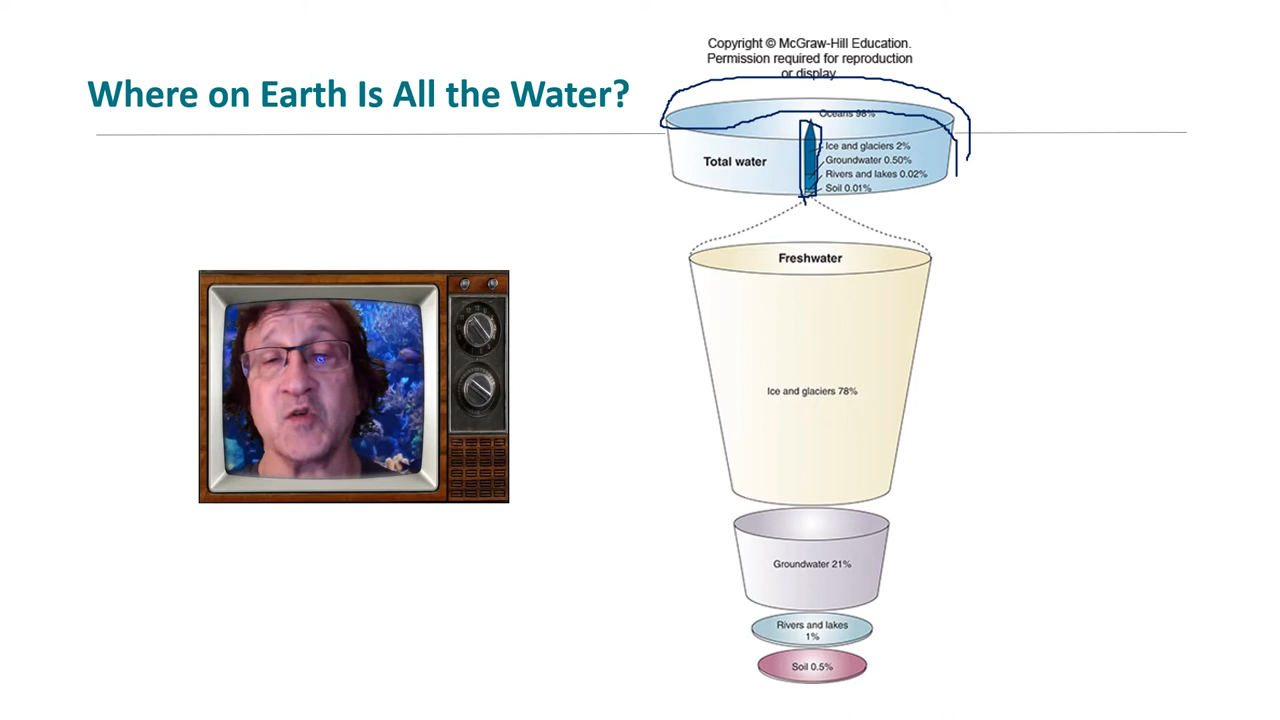 Copyright © McGraw-Hill Education.
Permission required for reproduction
or display
Where on Earth Is All the Water?
Oceans 98%
Total water
Ice and glaciers 2%
Groundwater 0.50%
Rivers and lakes 0.02%
Soil 0.01%
Freshwater
Ice and glaciers 78%
Groundwater 21%
Rivers and lakes
1%
Soil 0.5%